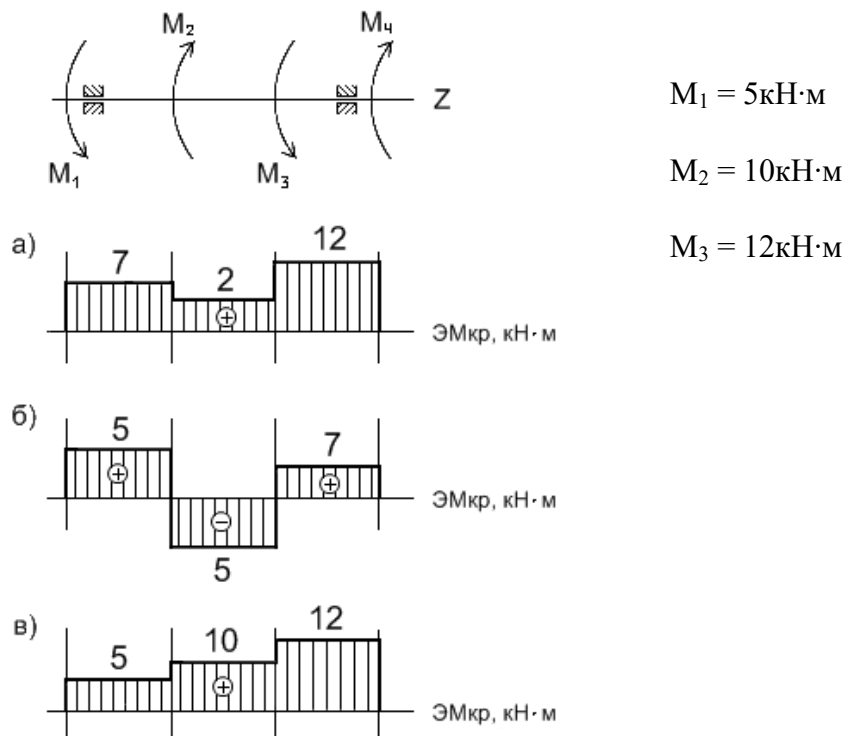 M₂ M₄
Z
M₁ M₃
M₁ = 5кН·м
M₂ = 10кН·м
M₃ = 12кН·м
а)
7 2 12
ЭМкр, кН·м
б)
5 7
5
ЭМкр, кН·м
в)
5 10 12
ЭМкр, кН·м